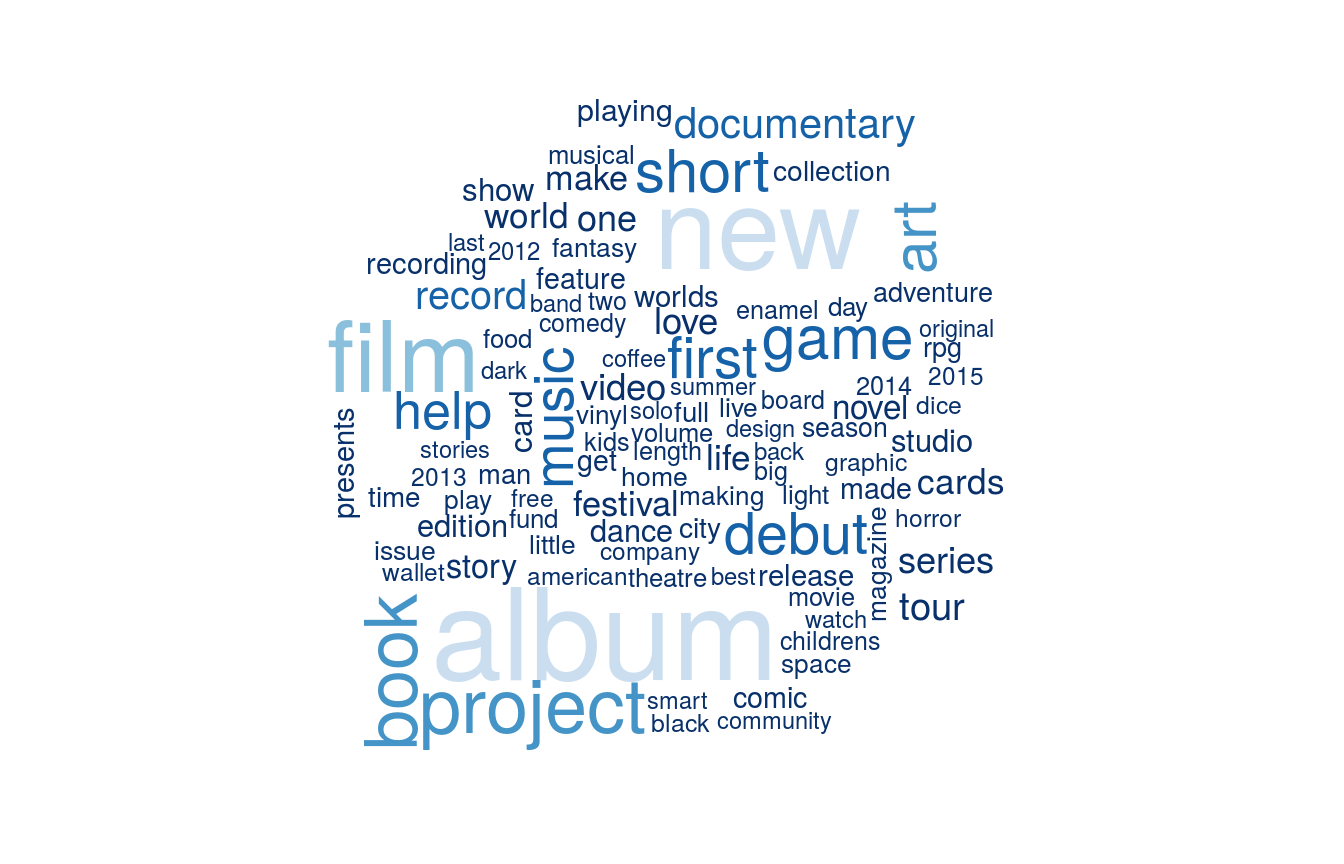 playing
documentary
musical
make
short
collection
show
world
one
new
art
last
2012
fantasy
recording
feature
record
band
two
worlds
enamel
day
adventure
film
food
comedy
love
game
original
rpg
dark
music
coffee
first
2015
help
card
video
summer
2014
presents
vinyl
solo
full
live
board
novel
dice
stories
kids
volume
design
season
studio
get
length
life
back
2013
man
home
big
graphic
time
play
free
festival
making
light
made
cards
edition
fund
dance
city
debut
magazine
horror
issue
little
company
wallet
story
american
theatre
best
release
series
book
album
movie
tour
watch
childrens
space
project
smart
comic
black
community